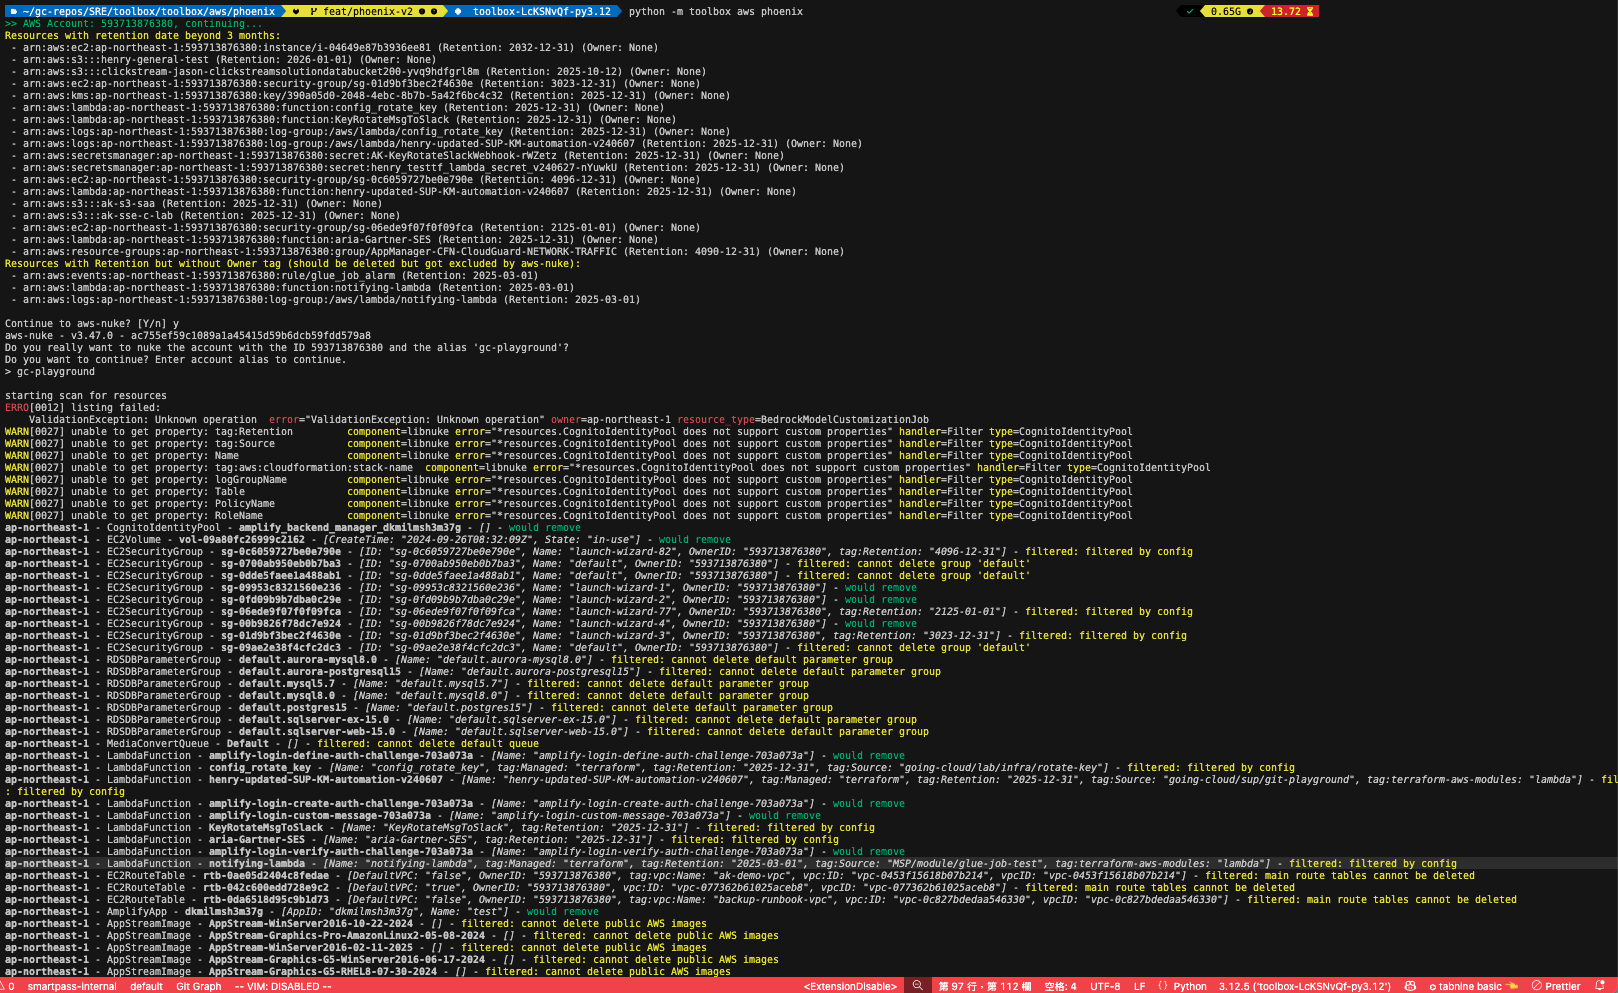 ~/gc-repos/SRE/toolbox/toolbox/aws/phoenix feat/phoenix-v2 toolbox-LcKSNvQf-py3.12 python -m toolbox aws phoenix ✓ 0.65G 13.72
>> AWS Account: 593713876380, continuing...
Resources with retention date beyond 3 months:
- arn:aws:ec2:ap-northeast-1:593713876380:instance/i-04649e87b3936ee81 (Retention: 2032-12-31) (Owner: None)
- arn:aws:s3:::henry-general-test (Retention: 2026-01-01) (Owner: None)
- arn:aws:s3:::clickstream-jason-clickstreamsolutiondatabucket200-yvq9hdfgrl8m (Retention: 2025-10-12) (Owner: None)
- arn:aws:ec2:ap-northeast-1:593713876380:security-group/sg-01d9bf3bec2f4630e (Retention: 3023-12-31) (Owner: None)
- arn:aws:kms:ap-northeast-1:593713876380:key/390a05d0-2048-4ebc-8b7b-5a42f6bc4c32 (Retention: 2025-12-31) (Owner: None)
- arn:aws:lambda:ap-northeast-1:593713876380:function:config_rotate_key (Retention: 2025-12-31) (Owner: None)
- arn:aws:lambda:ap-northeast-1:593713876380:function:KeyRotateMsgToSlack (Retention: 2025-12-31) (Owner: None)
- arn:aws:logs:ap-northeast-1:593713876380:log-group:/aws/lambda/config_rotate_key (Retention: 2025-12-31) (Owner: None)
- arn:aws:logs:ap-northeast-1:593713876380:log-group:/aws/lambda/henry-updated-SUP-KM-automation-v240607 (Retention: 2025-12-31) (Owner: None)
- arn:aws:secretsmanager:ap-northeast-1:593713876380:secret:AK-KeyRotateSlackWebhook-rWZetz (Retention: 2025-12-31) (Owner: None)
- arn:aws:secretsmanager:ap-northeast-1:593713876380:secret:henry_testtf_lambda_secret_v240627-nYuwkU (Retention: 2025-12-31) (Owner: None)
- arn:aws:ec2:ap-northeast-1:593713876380:security-group/sg-0c6059727be0e790e (Retention: 4096-12-31) (Owner: None)
- arn:aws:lambda:ap-northeast-1:593713876380:function:henry-updated-SUP-KM-automation-v240607 (Retention: 2025-12-31) (Owner: None)
- arn:aws:s3:::ak-s3-saa (Retention: 2025-12-31) (Owner: None)
- arn:aws:s3:::ak-sse-c-lab (Retention: 2025-12-31) (Owner: None)
- arn:aws:ec2:ap-northeast-1:593713876380:security-group/sg-06ede9f07f0f09fca (Retention: 2125-01-01) (Owner: None)
- arn:aws:lambda:ap-northeast-1:593713876380:function:aria-Gartner-SES (Retention: 2025-12-31) (Owner: None)
- arn:aws:resource-groups:ap-northeast-1:593713876380:group/AppManager-CFN-CloudGuard-NETWORK-TRAFFIC (Retention: 4090-12-31) (Owner: None)
Resources with Retention but without Owner tag (should be deleted but got excluded by aws-nuke):
- arn:aws:events:ap-northeast-1:593713876380:rule/glue_job_alarm (Retention: 2025-03-01)
- arn:aws:lambda:ap-northeast-1:593713876380:function:notifying-lambda (Retention: 2025-03-01)
- arn:aws:logs:ap-northeast-1:593713876380:log-group:/aws/lambda/notifying-lambda (Retention: 2025-03-01)
Continue to aws-nuke? [Y/n] y
aws-nuke - v3.47.0 - ac755ef59c1089a1a45415d59b6dcb59fdd579a8
Do you really want to nuke the account with the ID 593713876380 and the alias 'gc-playground'?
Do you want to continue? Enter account alias to continue.
> gc-playground
starting scan for resources
ERRO[0012] listing failed:
ValidationException: Unknown operation error="ValidationException: Unknown operation" owner=ap-northeast-1 resource_type=BedrockModelCustomizationJob
WARN[0027] unable to get property: tag:Retention component=libnuke error="*resources.CognitoIdentityPool does not support custom properties" handler=Filter type=CognitoIdentityPool
WARN[0027] unable to get property: tag:Source component=libnuke error="*resources.CognitoIdentityPool does not support custom properties" handler=Filter type=CognitoIdentityPool
WARN[0027] unable to get property: Name component=libnuke error="*resources.CognitoIdentityPool does not support custom properties" handler=Filter type=CognitoIdentityPool
WARN[0027] unable to get property: tag:aws:cloudformation:stack-name component=libnuke error="*resources.CognitoIdentityPool does not support custom properties" handler=Filter type=CognitoIdentityPool
WARN[0027] unable to get property: logGroupName component=libnuke error="*resources.CognitoIdentityPool does not support custom properties" handler=Filter type=CognitoIdentityPool
WARN[0027] unable to get property: Table component=libnuke error="*resources.CognitoIdentityPool does not support custom properties" handler=Filter type=CognitoIdentityPool
WARN[0027] unable to get property: PolicyName component=libnuke error="*resources.CognitoIdentityPool does not support custom properties" handler=Filter type=CognitoIdentityPool
WARN[0027] unable to get property: RoleName component=libnuke error="*resources.CognitoIdentityPool does not support custom properties" handler=Filter type=CognitoIdentityPool
ap-northeast-1 - CognitoIdentityPool - amplify_backend_manager_dkmilmsh3m37g - [] - would remove
ap-northeast-1 - EC2Volume - vol-09a80fc26999c2162 - [CreateTime: "2024-09-26T08:32:09Z", State: "in-use"] - would remove
ap-northeast-1 - EC2SecurityGroup - sg-0c6059727be0e790e - [ID: "sg-0c6059727be0e790e", Name: "launch-wizard-82", OwnerID: "593713876380", tag:Retention: "4096-12-31"] - filtered: filtered by config
ap-northeast-1 - EC2SecurityGroup - sg-0700ab950eb0b7ba3 - [ID: "sg-0700ab950eb0b7ba3", Name: "default", OwnerID: "593713876380"] - filtered: cannot delete group 'default'
ap-northeast-1 - EC2SecurityGroup - sg-0dde5faee1a488ab1 - [ID: "sg-0dde5faee1a488ab1", Name: "default", OwnerID: "593713876380"] - filtered: cannot delete group 'default'
ap-northeast-1 - EC2SecurityGroup - sg-09953c8321560e236 - [ID: "sg-09953c8321560e236", Name: "launch-wizard-1", OwnerID: "593713876380"] - would remove
ap-northeast-1 - EC2SecurityGroup - sg-0fd09b9b7dba0c29e - [ID: "sg-0fd09b9b7dba0c29e", Name: "launch-wizard-2", OwnerID: "593713876380"] - would remove
ap-northeast-1 - EC2SecurityGroup - sg-06ede9f07f0f09fca - [ID: "sg-06ede9f07f0f09fca", Name: "launch-wizard-77", OwnerID: "593713876380", tag:Retention: "2125-01-01"] - filtered: filtered by config
ap-northeast-1 - EC2SecurityGroup - sg-00b9826f78dc7e924 - [ID: "sg-00b9826f78dc7e924", Name: "launch-wizard-4", OwnerID: "593713876380"] - would remove
ap-northeast-1 - EC2SecurityGroup - sg-01d9bf3bec2f4630e - [ID: "sg-01d9bf3bec2f4630e", Name: "launch-wizard-3", OwnerID: "593713876380", tag:Retention: "3023-12-31"] - filtered: filtered by config
ap-northeast-1 - EC2SecurityGroup - sg-09ae2e38f4cfc2dc3 - [ID: "sg-09ae2e38f4cfc2dc3", Name: "default", OwnerID: "593713876380"] - filtered: cannot delete group 'default'
ap-northeast-1 - RDSDBParameterGroup - default.aurora-mysql8.0 - [Name: "default.aurora-mysql8.0"] - filtered: cannot delete default parameter group
ap-northeast-1 - RDSDBParameterGroup - default.aurora-postgresql15 - [Name: "default.aurora-postgresql15"] - filtered: cannot delete default parameter group
ap-northeast-1 - RDSDBParameterGroup - default.mysql5.7 - [Name: "default.mysql5.7"] - filtered: cannot delete default parameter group
ap-northeast-1 - RDSDBParameterGroup - default.mysql8.0 - [Name: "default.mysql8.0"] - filtered: cannot delete default parameter group
ap-northeast-1 - RDSDBParameterGroup - default.postgres15 - [Name: "default.postgres15"] - filtered: cannot delete default parameter group
ap-northeast-1 - RDSDBParameterGroup - default.sqlserver-ex-15.0 - [Name: "default.sqlserver-ex-15.0"] - filtered: cannot delete default parameter group
ap-northeast-1 - RDSDBParameterGroup - default.sqlserver-web-15.0 - [Name: "default.sqlserver-web-15.0"] - filtered: cannot delete default parameter group
ap-northeast-1 - MediaConvertQueue - Default - [] - filtered: cannot delete default queue
ap-northeast-1 - LambdaFunction - amplify-login-define-auth-challenge-703a073a - [Name: "amplify-login-define-auth-challenge-703a073a"] - would remove
ap-northeast-1 - LambdaFunction - config_rotate_key - [Name: "config_rotate_key", tag:Managed: "terraform", tag:Retention: "2025-12-31", tag:Source: "going-cloud/lab/infra/rotate-key"] - filtered: filtered by config
ap-northeast-1 - LambdaFunction - henry-updated-SUP-KM-automation-v240607 - [Name: "henry-updated-SUP-KM-automation-v240607", tag:Managed: "terraform", tag:Retention: "2025-12-31", tag:Source: "going-cloud/sup/git-playground", tag:terraform-aws-modules: "lambda"] - fil
: filtered by config
ap-northeast-1 - LambdaFunction - amplify-login-create-auth-challenge-703a073a - [Name: "amplify-login-create-auth-challenge-703a073a"] - would remove
ap-northeast-1 - LambdaFunction - amplify-login-custom-message-703a073a - [Name: "amplify-login-custom-message-703a073a"] - would remove
ap-northeast-1 - LambdaFunction - KeyRotateMsgToSlack - [Name: "KeyRotateMsgToSlack", tag:Retention: "2025-12-31"] - filtered: filtered by config
ap-northeast-1 - LambdaFunction - aria-Gartner-SES - [Name: "aria-Gartner-SES", tag:Retention: "2025-12-31"] - filtered: filtered by config
ap-northeast-1 - LambdaFunction - amplify-login-verify-auth-challenge-703a073a - [Name: "amplify-login-verify-auth-challenge-703a073a"] - would remove
ap-northeast-1 - LambdaFunction - notifying-lambda - [Name: "notifying-lambda", tag:Managed: "terraform", tag:Retention: "2025-03-01", tag:Source: "MSP/module/glue-job-test", tag:terraform-aws-modules: "lambda"] - filtered: filtered by config
ap-northeast-1 - EC2RouteTable - rtb-0ae05d2404c8fedae - [DefaultVPC: "false", OwnerID: "593713876380", tag:vpc:Name: "ak-demo-vpc", vpc:ID: "vpc-0453f15618b07b214", vpcID: "vpc-0453f15618b07b214"] - filtered: main route tables cannot be deleted
ap-northeast-1 - EC2RouteTable - rtb-042c600edd728e9c2 - [DefaultVPC: "true", OwnerID: "593713876380", vpc:ID: "vpc-077362b61025aceb8", vpcID: "vpc-077362b61025aceb8"] - filtered: main route tables cannot be deleted
ap-northeast-1 - EC2RouteTable - rtb-0da6518d95c9b1d73 - [DefaultVPC: "false", OwnerID: "593713876380", tag:vpc:Name: "backup-runbook-vpc", vpc:ID: "vpc-0c827bdedaa546330", vpcID: "vpc-0c827bdedaa546330"] - filtered: main route tables cannot be deleted
ap-northeast-1 - AmplifyApp - dkmilmsh3m37g - [AppID: "dkmilmsh3m37g", Name: "test"] - would remove
ap-northeast-1 - AppStreamImage - AppStream-WinServer2016-10-22-2024 - [] - filtered: cannot delete public AWS images
ap-northeast-1 - AppStreamImage - AppStream-Graphics-Pro-AmazonLinux2-05-08-2024 - [] - filtered: cannot delete public AWS images
ap-northeast-1 - AppStreamImage - AppStream-WinServer2016-02-11-2025 - [] - filtered: cannot delete public AWS images
ap-northeast-1 - AppStreamImage - AppStream-Graphics-G5-WinServer2016-06-17-2024 - [] - filtered: cannot delete public AWS images
ap-northeast-1 - AppStreamImage - AppStream-Graphics-G5-RHEL8-07-30-2024 - [] - filtered: cannot delete public AWS images
0 smartpass-internal default Git Graph -- VIM: DISABLED -- <ExtensionDisable> 第 97 行，第 112 欄 空格: 4 UTF-8 LF Python 3.12.5 ('toolbox-LcKSNvQf-py3.12') tabnine basic Prettier